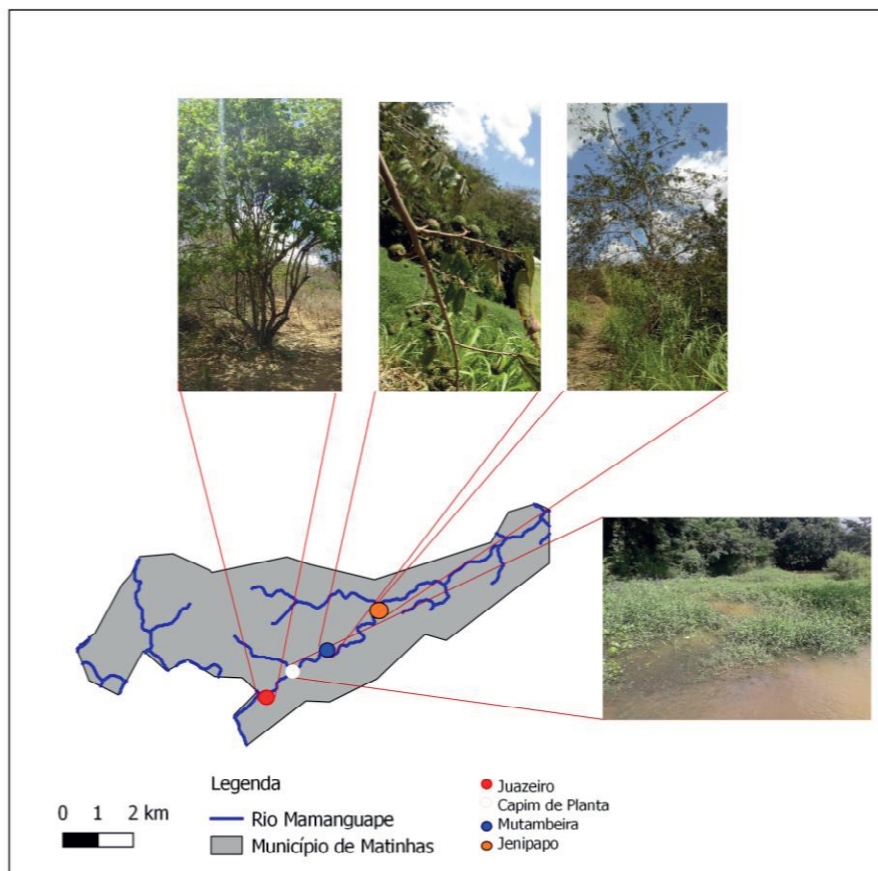 Legenda
Rio Mamanguape
Município de Matinhas
0 1 2 km
Juazeiro
Capim de Planta
Mutambeira
Jenipapo